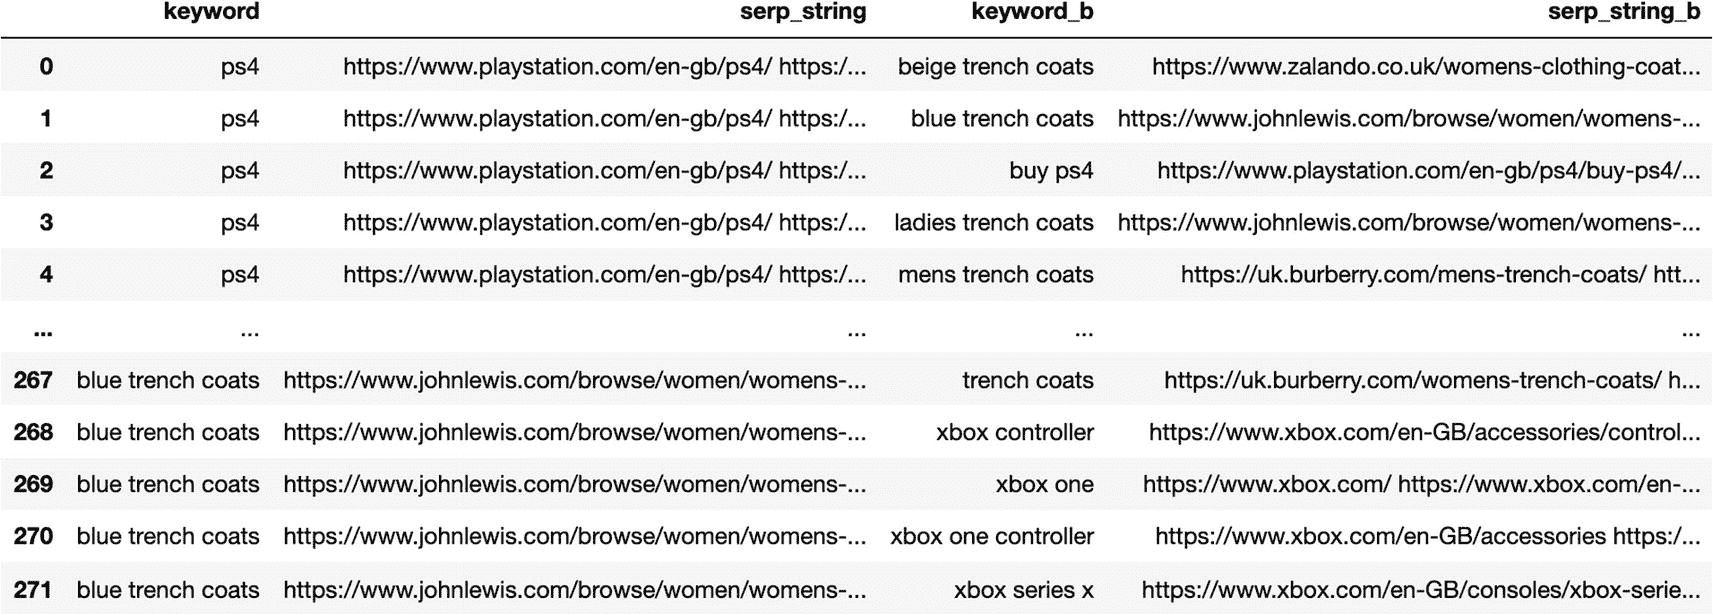 keyword serp_string keyword_b serp_string_b
0 ps4 https://www.playstation.com/en-gb/ps4/ https:/... beige trench coats https://www.zalando.co.uk/womens-clothing-coat...
1 ps4 https://www.playstation.com/en-gb/ps4/ https:/... blue trench coats https://www.johnlewis.com/browse/women/womens-...
2 ps4 https://www.playstation.com/en-gb/ps4/ https:/... buy ps4 https://www.playstation.com/en-gb/ps4/buy-ps4/...
3 ps4 https://www.playstation.com/en-gb/ps4/ https:/... ladies trench coats https://www.johnlewis.com/browse/women/womens-...
4 ps4 https://www.playstation.com/en-gb/ps4/ https:/... mens trench coats https://uk.burberry.com/mens-trench-coats/ htt...
... ... ... ... ...
267 blue trench coats https://www.johnlewis.com/browse/women/womens-... trench coats https://uk.burberry.com/womens-trench-coats/ h...
268 blue trench coats https://www.johnlewis.com/browse/women/womens-... xbox controller https://www.xbox.com/en-GB/accessories/control...
269 blue trench coats https://www.johnlewis.com/browse/women/womens-... xbox one https://www.xbox.com/ https://www.xbox.com/en-...
270 blue trench coats https://www.johnlewis.com/browse/women/womens-... xbox one controller https://www.xbox.com/en-GB/accessories https:/...
271 blue trench coats https://www.johnlewis.com/browse/women/womens-... xbox series x https://www.xbox.com/en-GB/consoles/xbox-serie...